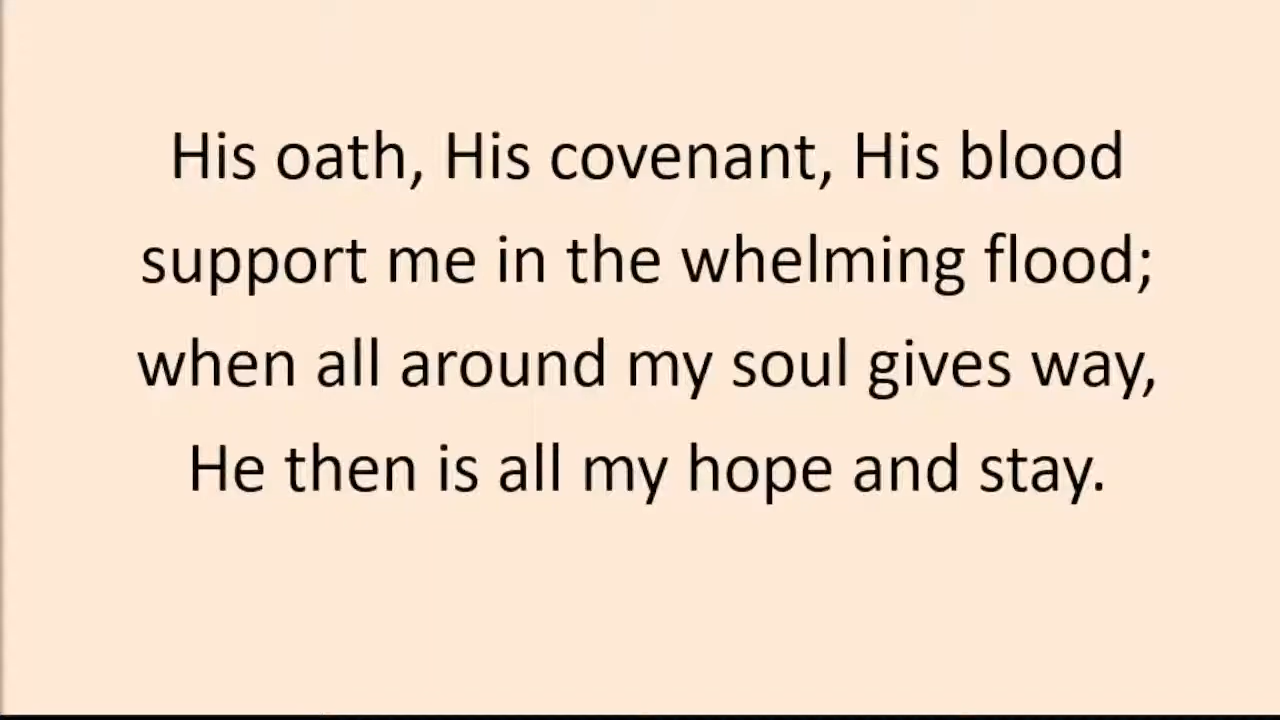 His oath, His covenant, His blood
support me in the whelming flood;
when all around my soul gives way,
He then is all my hope and stay.